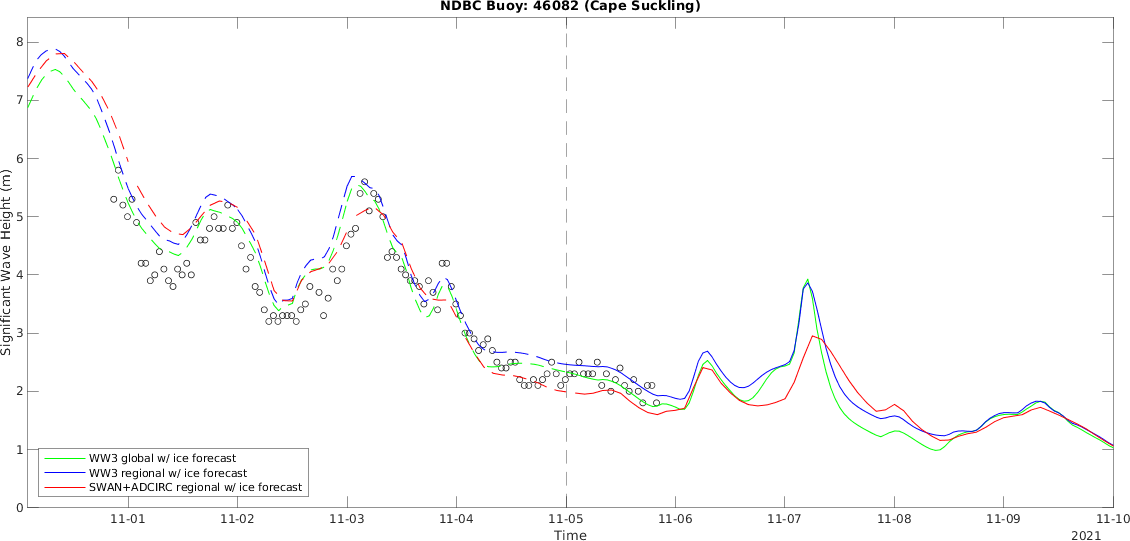 NDBC Buoy: 46082 (Cape Suckling)
Significant Wave Height (m)
8
7
6
5
4
3
2
1
0
WW3 global w/ ice forecast
WW3 regional w/ ice forecast
SWAN+ADCIRC regional w/ ice forecast
11-01 11-02 11-03 11-04 11-05 11-06 11-07 11-08 11-09 11-10
Time
2021